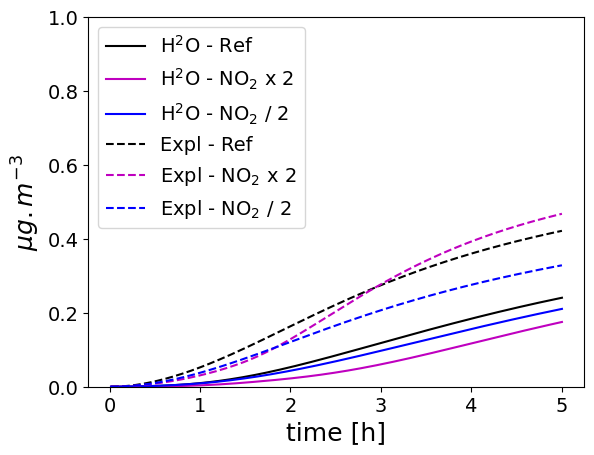 1.0
0.8
0.6
0.4
0.2
0.0
µg.m⁻³
H²O - Ref
H²O - NO₂ x 2
H²O - NO₂ / 2
Expl - Ref
Expl - NO₂ x 2
Expl - NO₂ / 2
0 1 2 3 4 5
time [h]